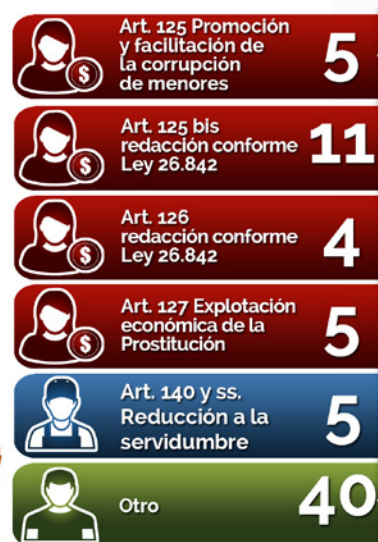 Art. 125 Promoción
y facilitación de
la corrupción
de menores
5
$
Art. 125 bis
redacción conforme
Ley 26.842
11
$
Art. 126
redacción conforme
Ley 26.842
4
$
Art. 127 Explotación
económica de la
Prostitución
5
$
Art. 140 y ss.
Reducción a la
servidumbre
5
Otro
40